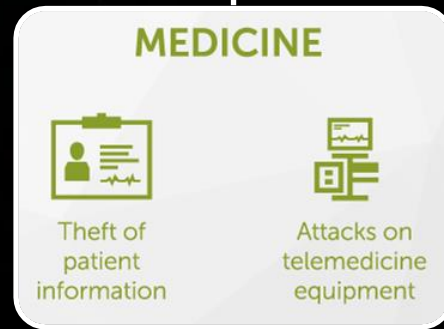 MEDICINE
Theft of
patient
information
Attacks on
telemedicine
equipment